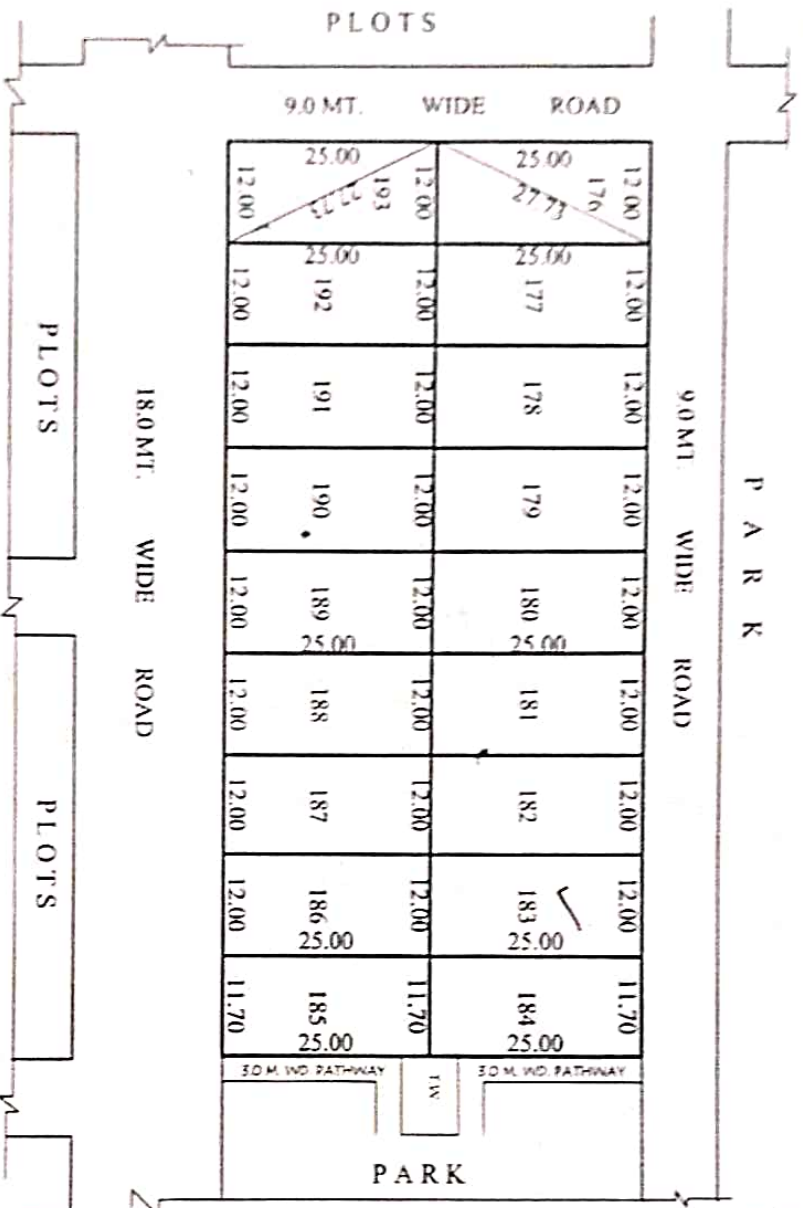 PLOTS
9.0 MT. WIDE ROAD
25.00 25.00
12.00 193 12.00 176 12.00
27.73 27.73
25.00 25.00
12.00 192 12.00 177 12.00
12.00 191 12.00 178 12.00
12.00 190 12.00 179 12.00
12.00 189 12.00 180 12.00
25.00 25.00
12.00 188 12.00 181 12.00
12.00 187 12.00 182 12.00
12.00 186 12.00 183 12.00
25.00 25.00
11.70 185 11.70 184 11.70
25.00 25.00
3.0 M. WD. PATHWAY T.W 3.0 M. WD. PATHWAY
PARK
PLOTS
PLOTS
18.0 MT. WIDE ROAD
9.0 MT. WIDE ROAD
PARK